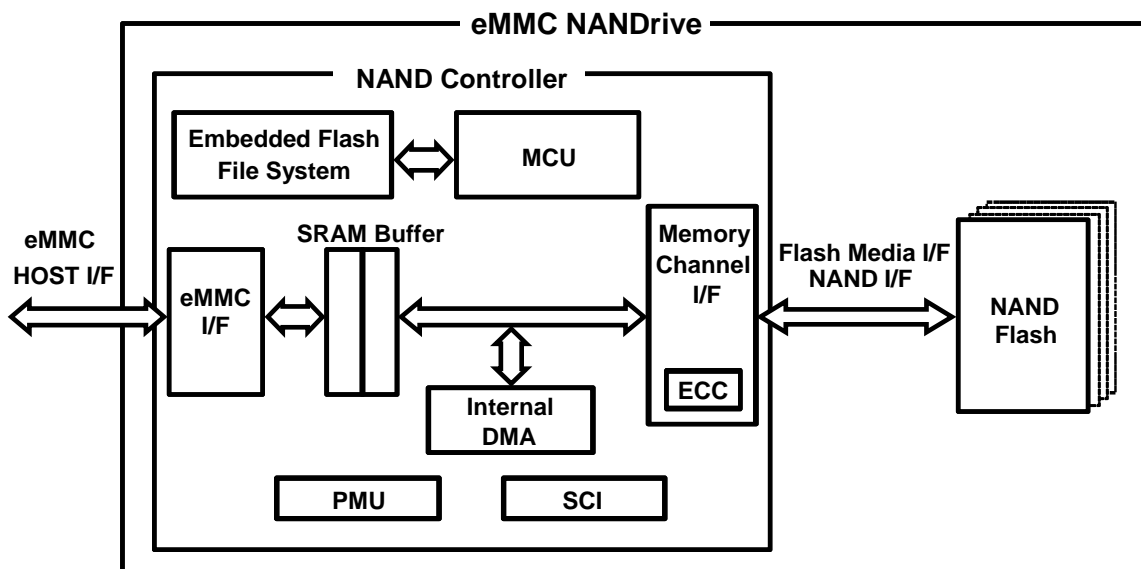 eMMC NANDrive
NAND Controller
Embedded Flash
File System
MCU
eMMC
HOST I/F
eMMC
I/F
SRAM Buffer
Memory
Channel
I/F
ECC
Flash Media I/F
NAND I/F
NAND
Flash
Internal
DMA
PMU
SCI